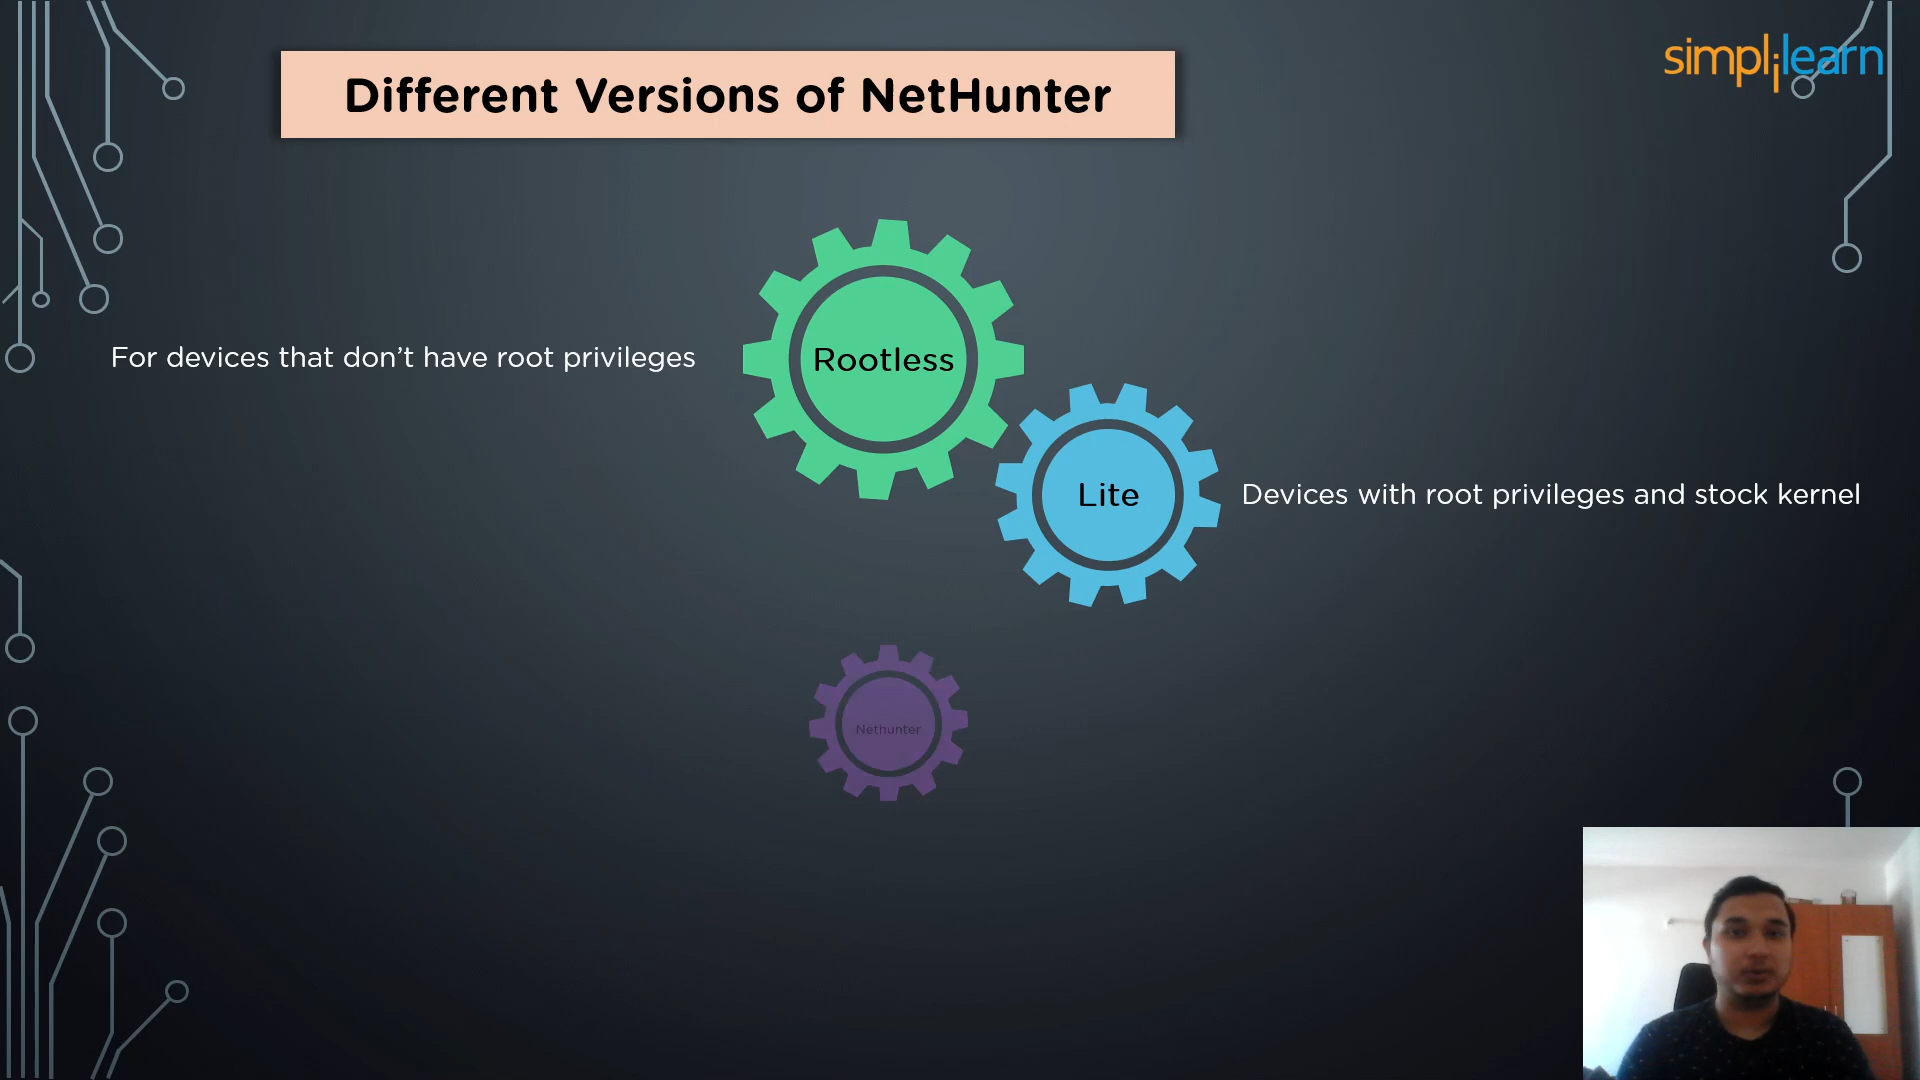 simplilearn
Different Versions of NetHunter
Rootless
For devices that don’t have root privileges
Lite
Devices with root privileges and stock kernel
Nethunter